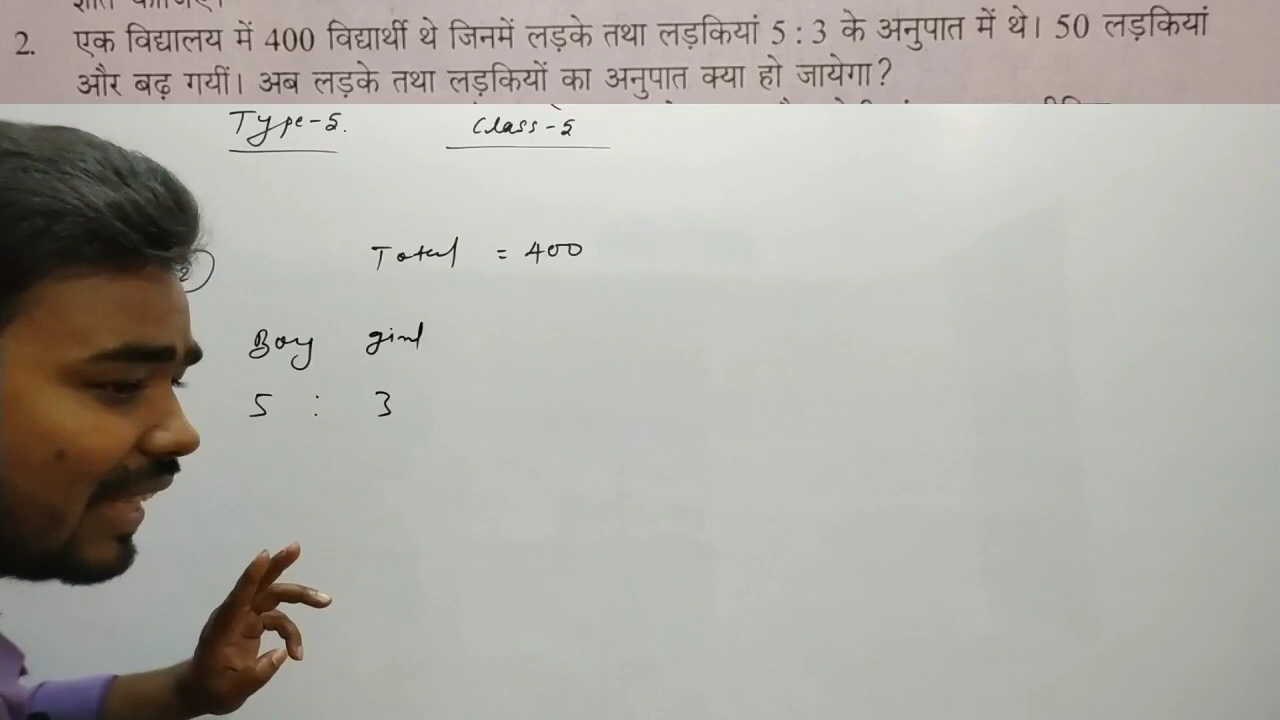 2. एक विद्यालय में 400 विद्यार्थी थे जिनमें लड़के तथा लड़कियां 5 : 3 के अनुपात में थे। 50 लड़कियां
और बढ़ गयीं। अब लड़के तथा लड़कियों का अनुपात क्या हो जायेगा?
Type-5. Class-5
Total = 400
2
Boy girl
5 : 3